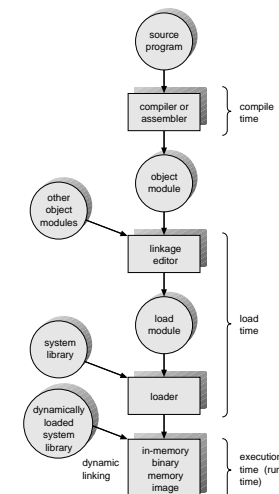 source
program
compiler or
assembler
compile
time
object
module
other
object
modules
linkage
editor
load
module
load
time
system
library
loader
dynamically
loaded
system
library
dynamic
linking
in-memory
binary
memory
image
execution
time (run
time)